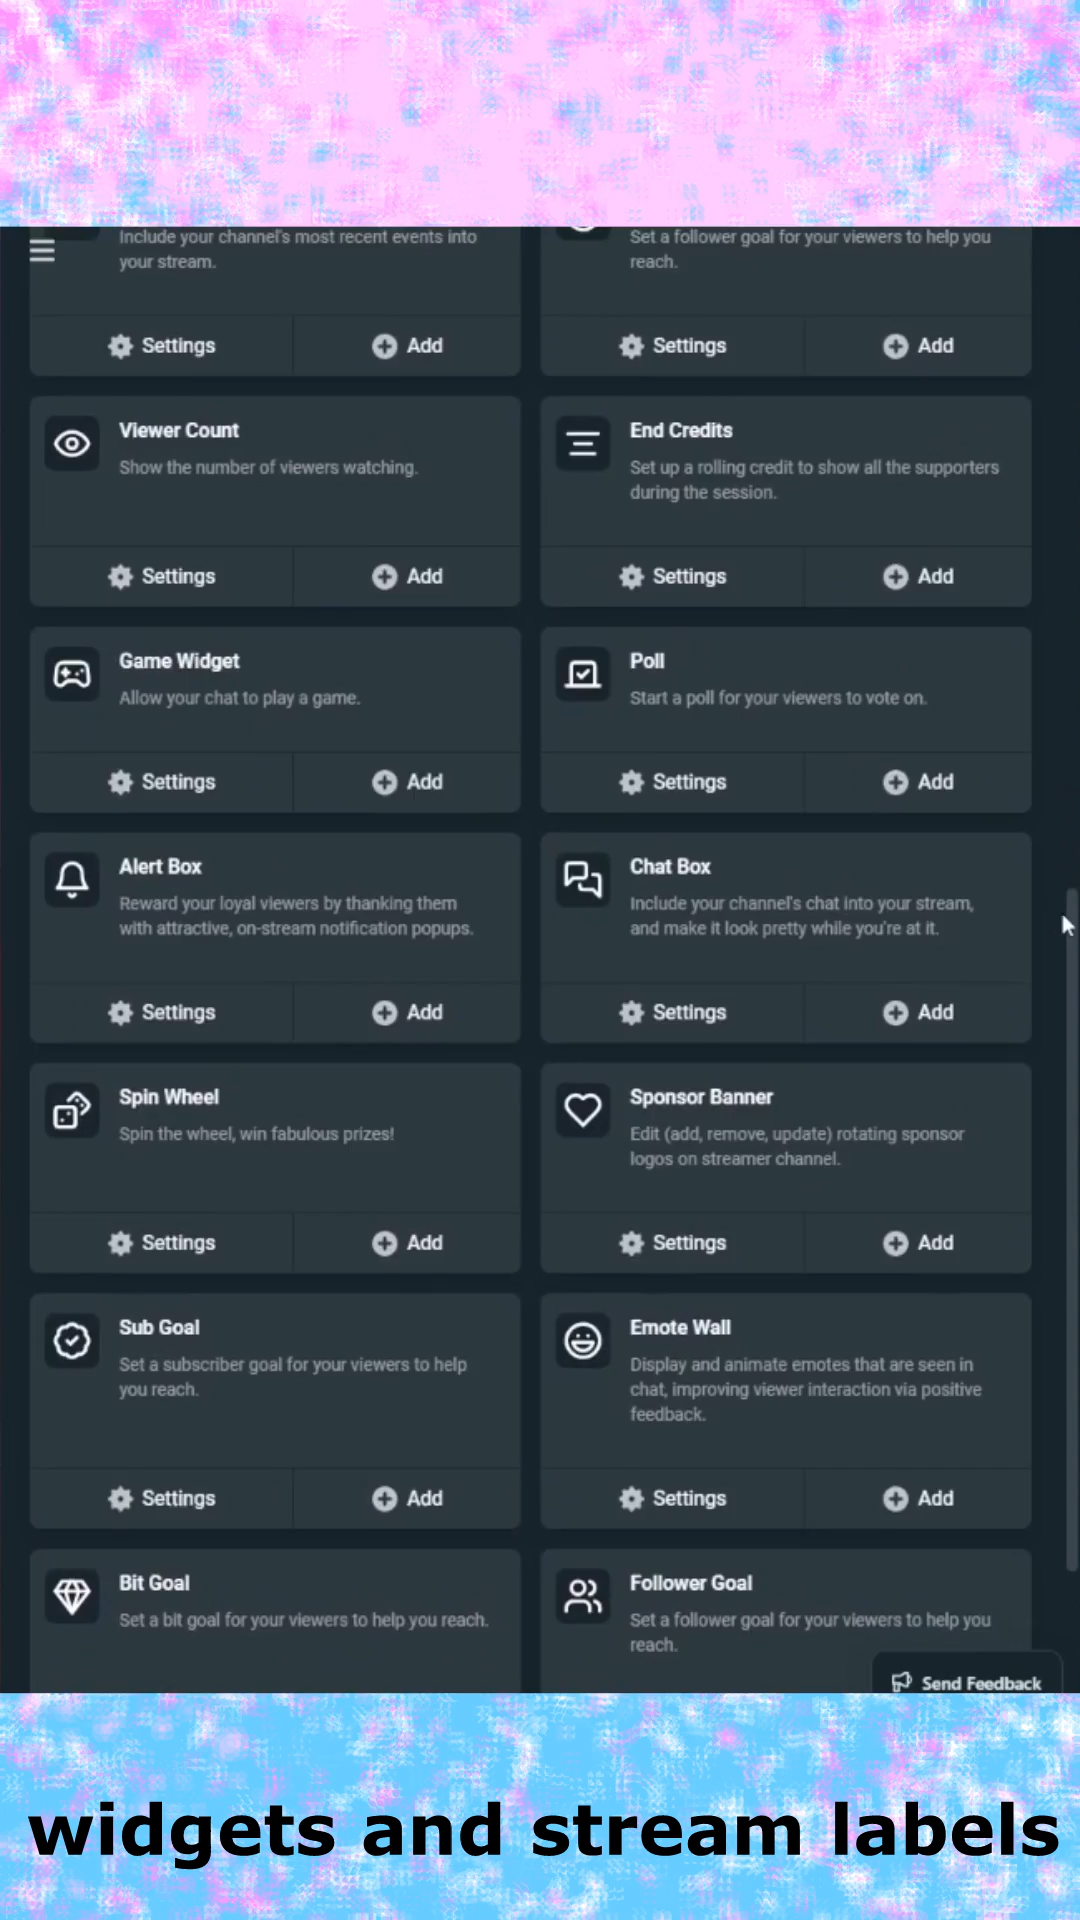 Include your channel's most recent events into
your stream.
Set a follower goal for your viewers to help you
reach.
Settings
Add
Settings
Add
Viewer Count
Show the number of viewers watching.
End Credits
Set up a rolling credit to show all the supporters
during the session.
Settings
Add
Settings
Add
Game Widget
Allow your chat to play a game.
Poll
Start a poll for your viewers to vote on.
Settings
Add
Settings
Add
Alert Box
Reward your loyal viewers by thanking them
with attractive, on-stream notification popups.
Chat Box
Include your channel's chat into your stream,
and make it look pretty while you're at it.
Settings
Add
Settings
Add
Spin Wheel
Spin the wheel, win fabulous prizes!
Sponsor Banner
Edit (add, remove, update) rotating sponsor
logos on streamer channel.
Settings
Add
Settings
Add
Sub Goal
Set a subscriber goal for your viewers to help
you reach.
Emote Wall
Display and animate emotes that are seen in
chat, improving viewer interaction via positive
feedback.
Settings
Add
Settings
Add
Bit Goal
Set a bit goal for your viewers to help you reach.
Follower Goal
Set a follower goal for your viewers to help you
reach.
Send Feedback
widgets and stream labels